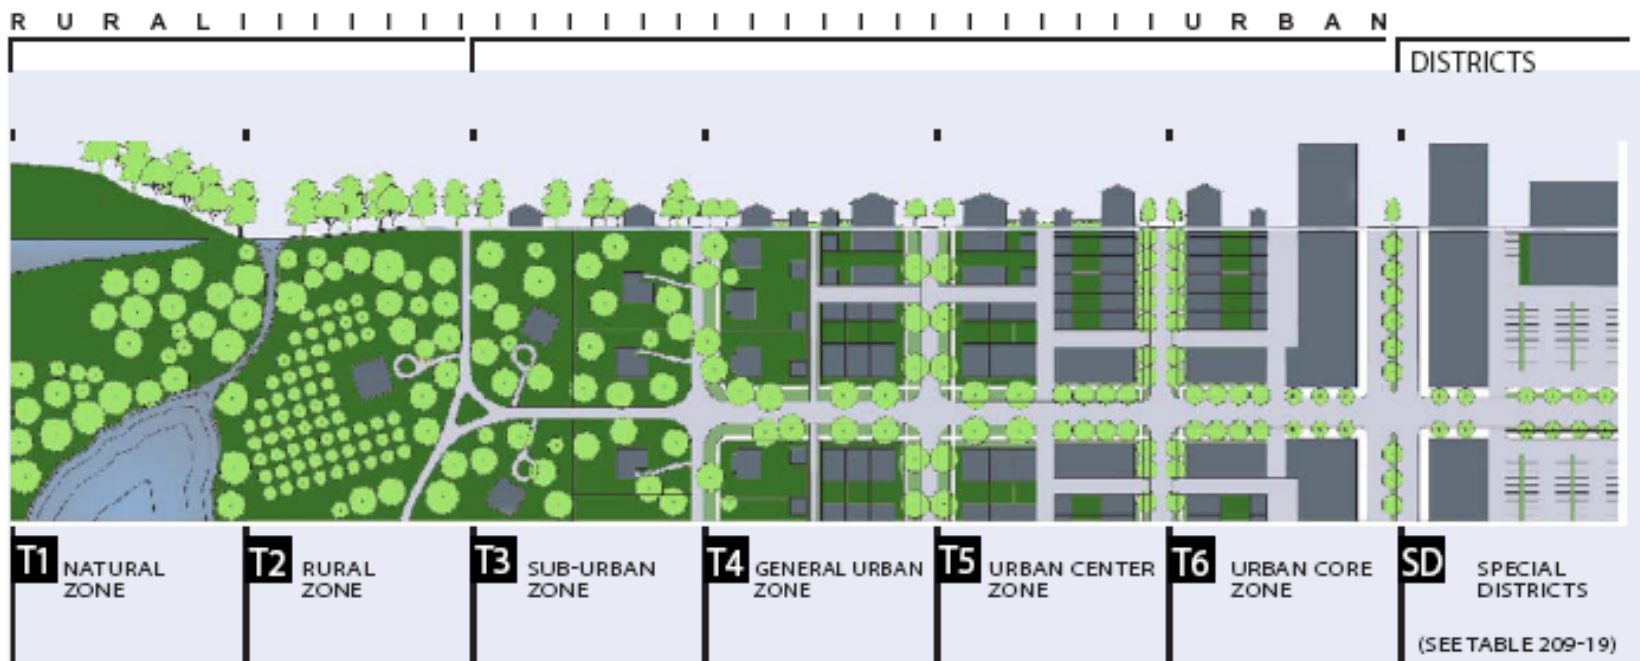 RURAL I I I I I I I I I I I I I I I I I I I I I I I I I I URBAN
DISTRICTS
T1 NATURAL ZONE
T2 RURAL ZONE
T3 SUB-URBAN ZONE
T4 GENERAL URBAN ZONE
T5 URBAN CENTER ZONE
T6 URBAN CORE ZONE
SD SPECIAL DISTRICTS
(SEE TABLE 209-19)